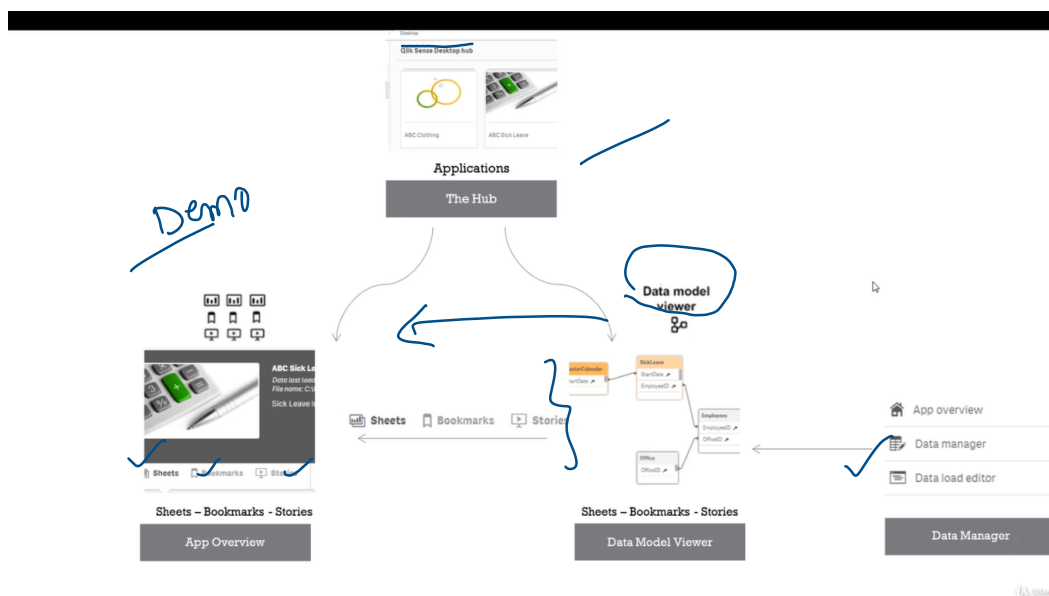 Desktop
Qlik Sense Desktop hub
ABC Clothing
ABC Sick Leave
Applications
The Hub
Demo
Data model
viewer
ABC Sick Le
Data last load
File name: C:\
Sick Leave i
Sheets Bookmarks Stories
Sheets – Bookmarks - Stories
App Overview
Sheets Bookmarks Stories
StartDate
SickLeave
StartDate
EmployeeID
Employees
EmployeeID
OfficeID
Office
OfficeID
Sheets – Bookmarks - Stories
Data Model Viewer
App overview
Data manager
Data load editor
Data Manager